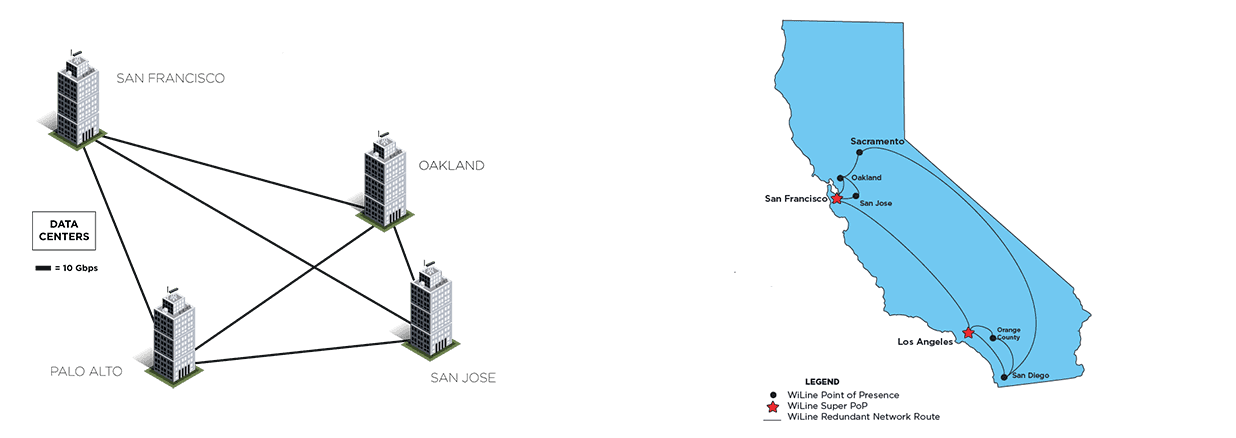 SAN FRANCISCO
OAKLAND
DATA
CENTERS
= 10 Gbps
PALO ALTO
SAN JOSE
Sacramento
Oakland
San Francisco
San Jose
Orange
County
Los Angeles
San Diego
LEGEND
WiLine Point of Presence
WiLine Super PoP
WiLine Redundant Network Route